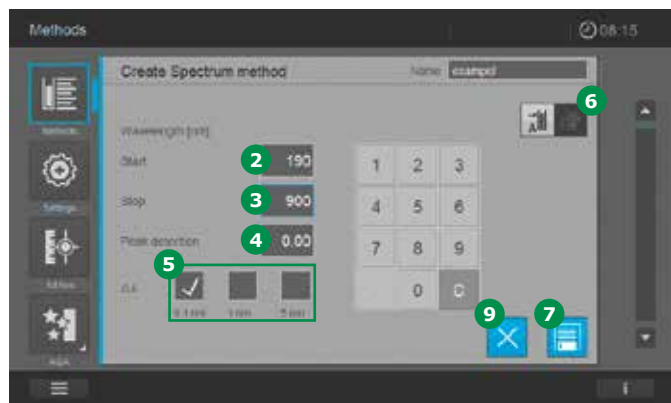 Methods
08:15
Create Spectrum method
Name exampel
6
Methods
Wavelength [nm]
Start 2 190
1 2 3
Settings
Stop 3 900
4 5 6
Peak detection 4 0.00
7 8 9
5
0 C
0.1 nm 1 nm 5 nm
9 7
i